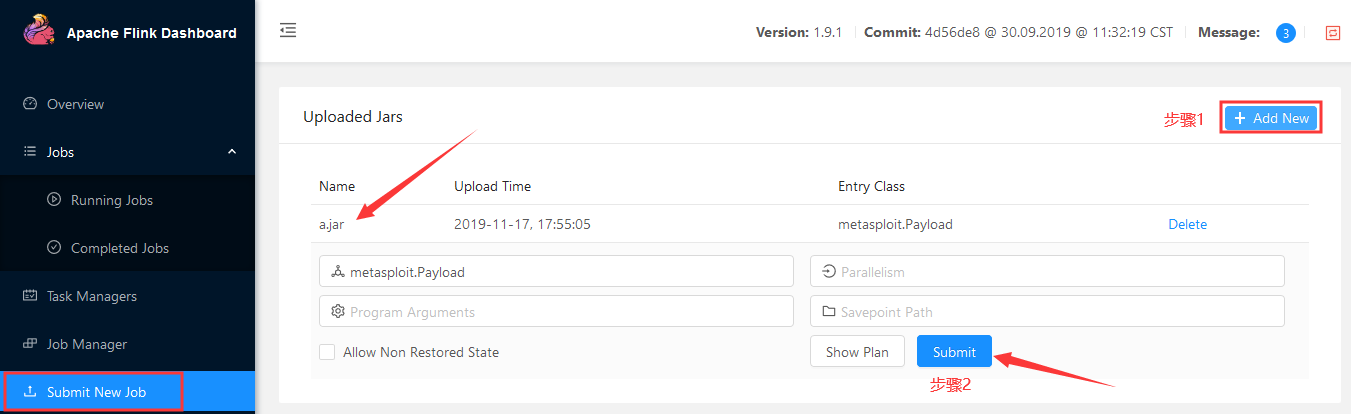 Apache Flink Dashboard
Version: 1.9.1 Commit: 4d56de8 @ 30.09.2019 @ 11:32:19 CST Message: 3
Overview
Jobs
Running Jobs
Completed Jobs
Task Managers
Job Manager
Submit New Job
Uploaded Jars
步骤1
+ Add New
Name Upload Time Entry Class
a.jar 2019-11-17, 17:55:05 metasploit.Payload Delete
metasploit.Payload Parallelism
Program Arguments Savepoint Path
Allow Non Restored State Show Plan Submit
步骤2